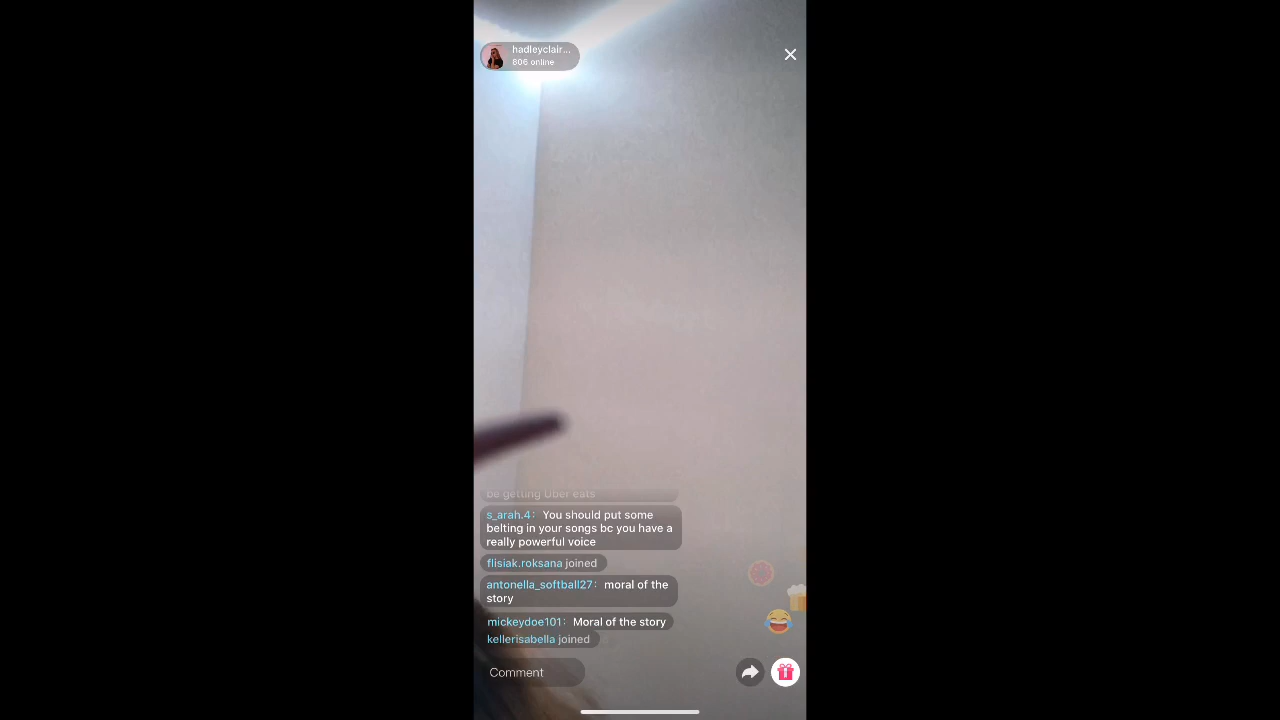 hadleyclair...
806 online
be getting Uber eats
s_arah.4: You should put some
belting in your songs bc you have a
really powerful voice
flisiak.roksana joined
antonella_softball27: moral of the
story
mickeydoe101: Moral of the story
kellerisabella joined
Comment